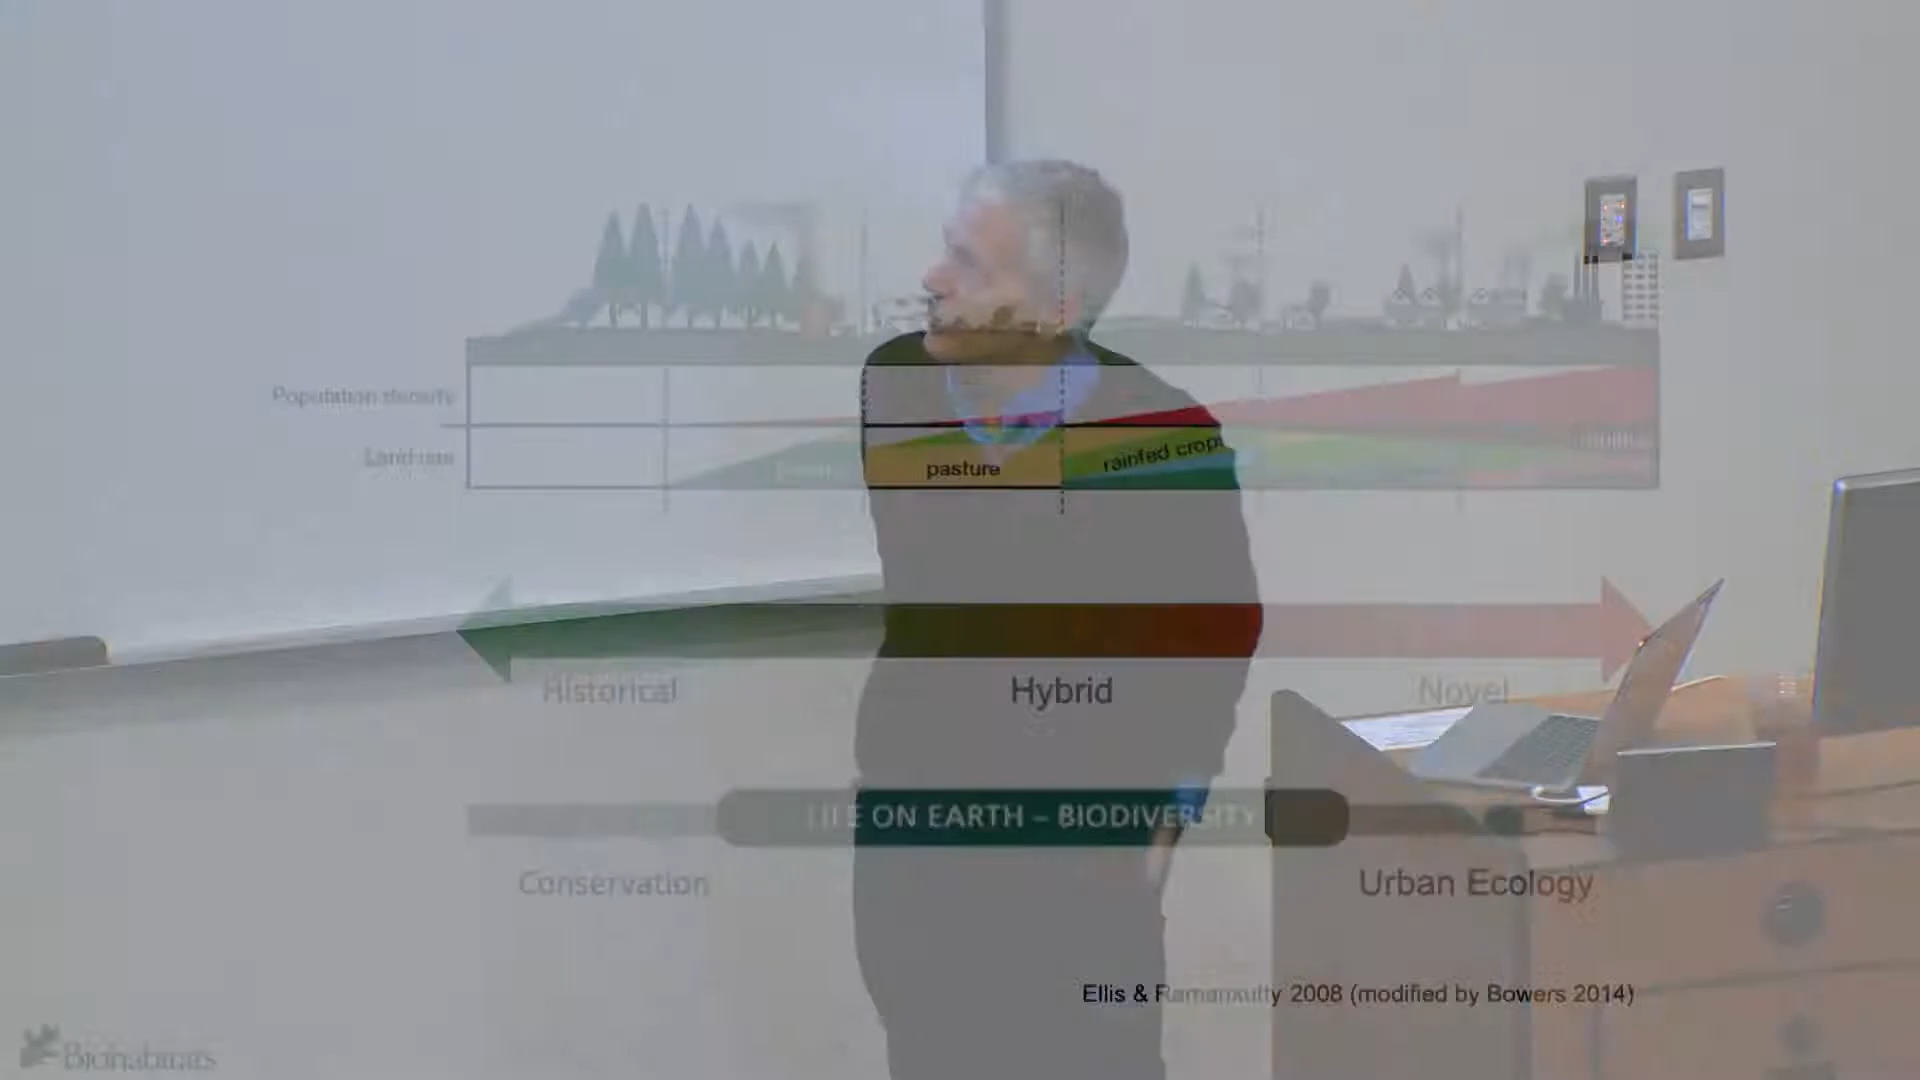 Population density
Land use
pasture
rainfed crops
Historical
Hybrid
Novel
LIFE ON EARTH – BIODIVERSITY
Conservation
Urban Ecology
Ellis & Ramankutty 2008 (modified by Bowers 2014)
Biohabitats